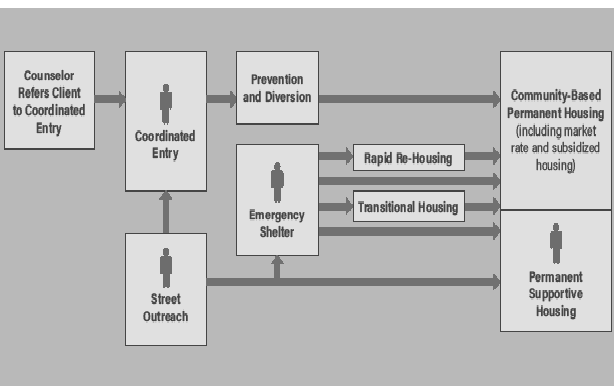 Counselor
Refers Client
to Coordinated
Entry
Coordinated
Entry
Prevention
and Diversion
Community-Based
Permanent Housing
(including market
rate and subsidized
housing)
Rapid Re-Housing
Emergency
Shelter
Transitional Housing
Street
Outreach
Permanent
Supportive
Housing